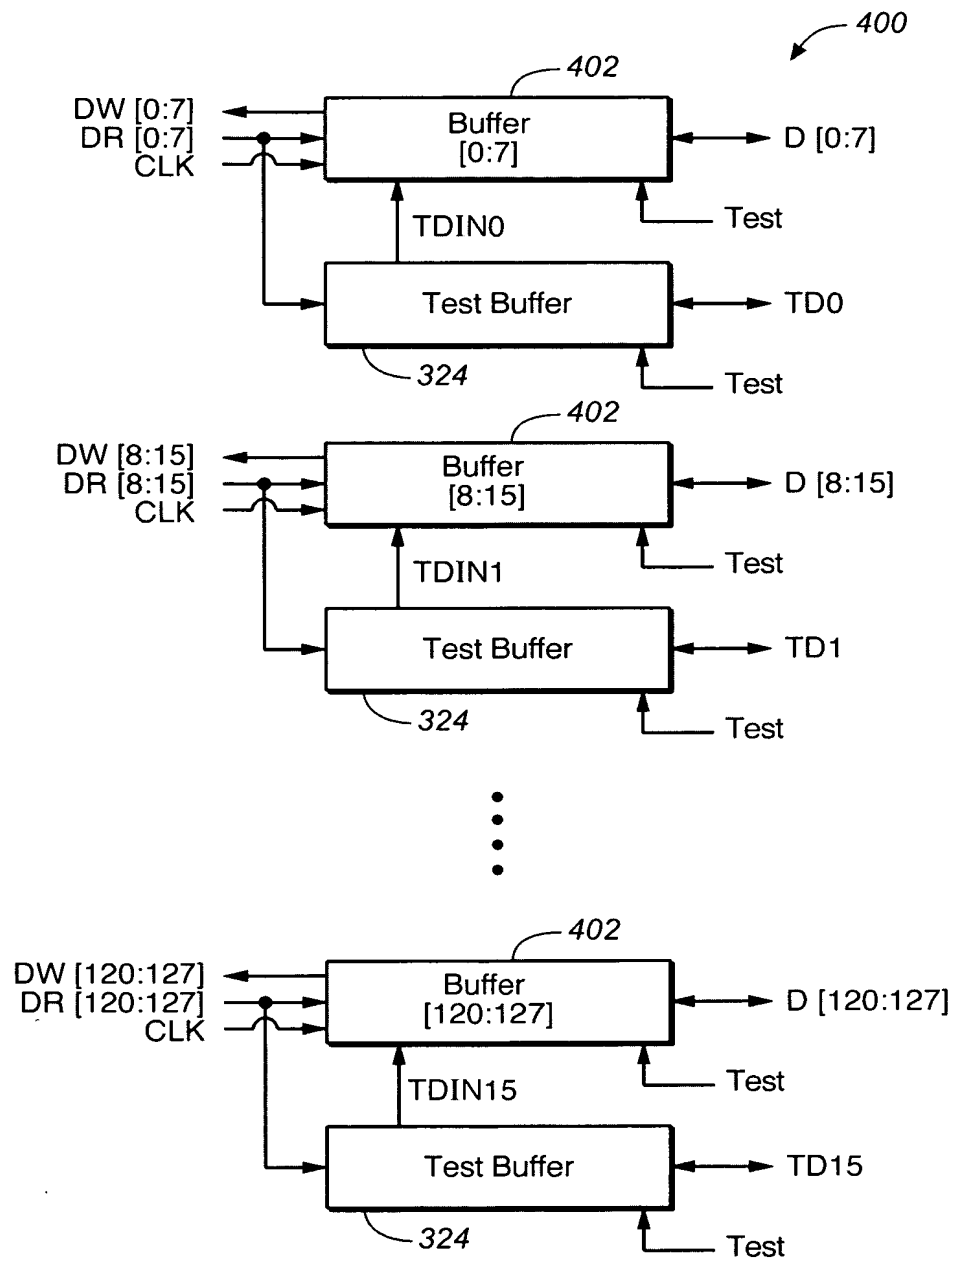 400
402
DW [0:7]
DR [0:7]
CLK
Buffer
[0:7]
D [0:7]
TDIN0
Test
Test Buffer
TD0
324
Test
402
DW [8:15]
DR [8:15]
CLK
Buffer
[8:15]
D [8:15]
TDIN1
Test
Test Buffer
TD1
324
Test
402
DW [120:127]
DR [120:127]
CLK
Buffer
[120:127]
D [120:127]
TDIN15
Test
Test Buffer
TD15
324
Test